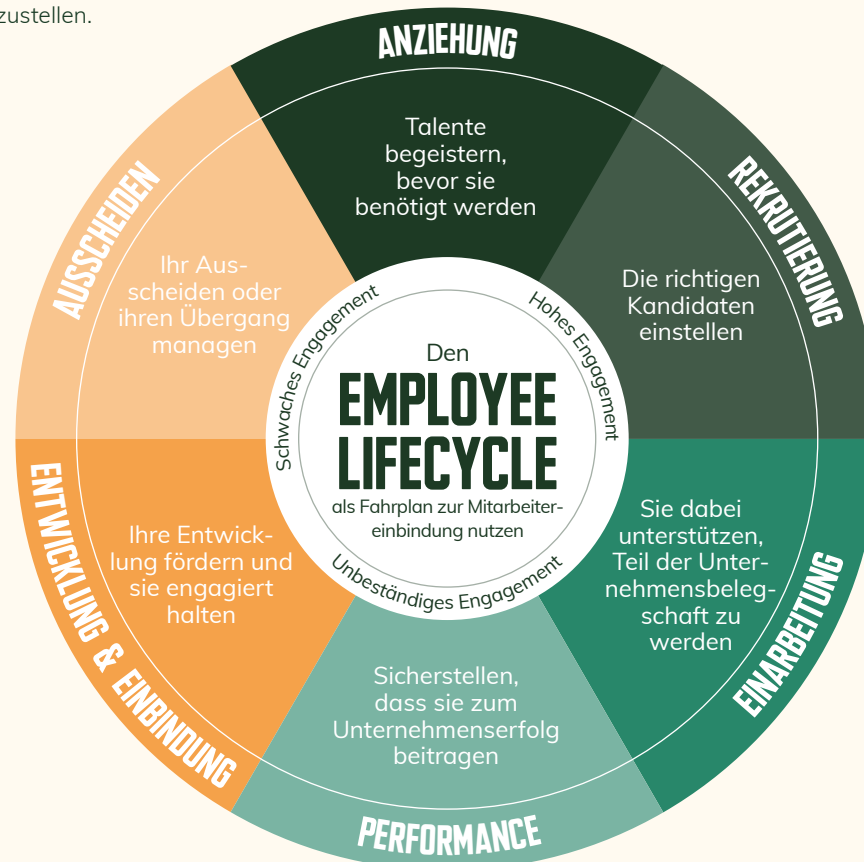 zustellen.
ANZIEHUNG
Talente
begeistern,
bevor sie
benötigt werden
REKRUTIERUNG
Die richtigen
Kandidaten
einstellen
EINARBEITUNG
Sie dabei
unterstützen,
Teil der Unter-
nehmensbeleg-
schaft zu
werden
PERFORMANCE
Sicherstellen,
dass sie zum
Unternehmenserfolg
beitragen
ENTWICKLUNG & EINBINDUNG
Ihre Entwick-
lung fördern und
sie engagiert
halten
AUSSCHEIDEN
Ihr Aus-
scheiden oder
ihren Übergang
managen
Schwaches Engagement
Hohes Engagement
Unbeständiges Engagement
Den
EMPLOYEE
LIFECYCLE
als Fahrplan zur Mitarbeiter-
einbindung nutzen